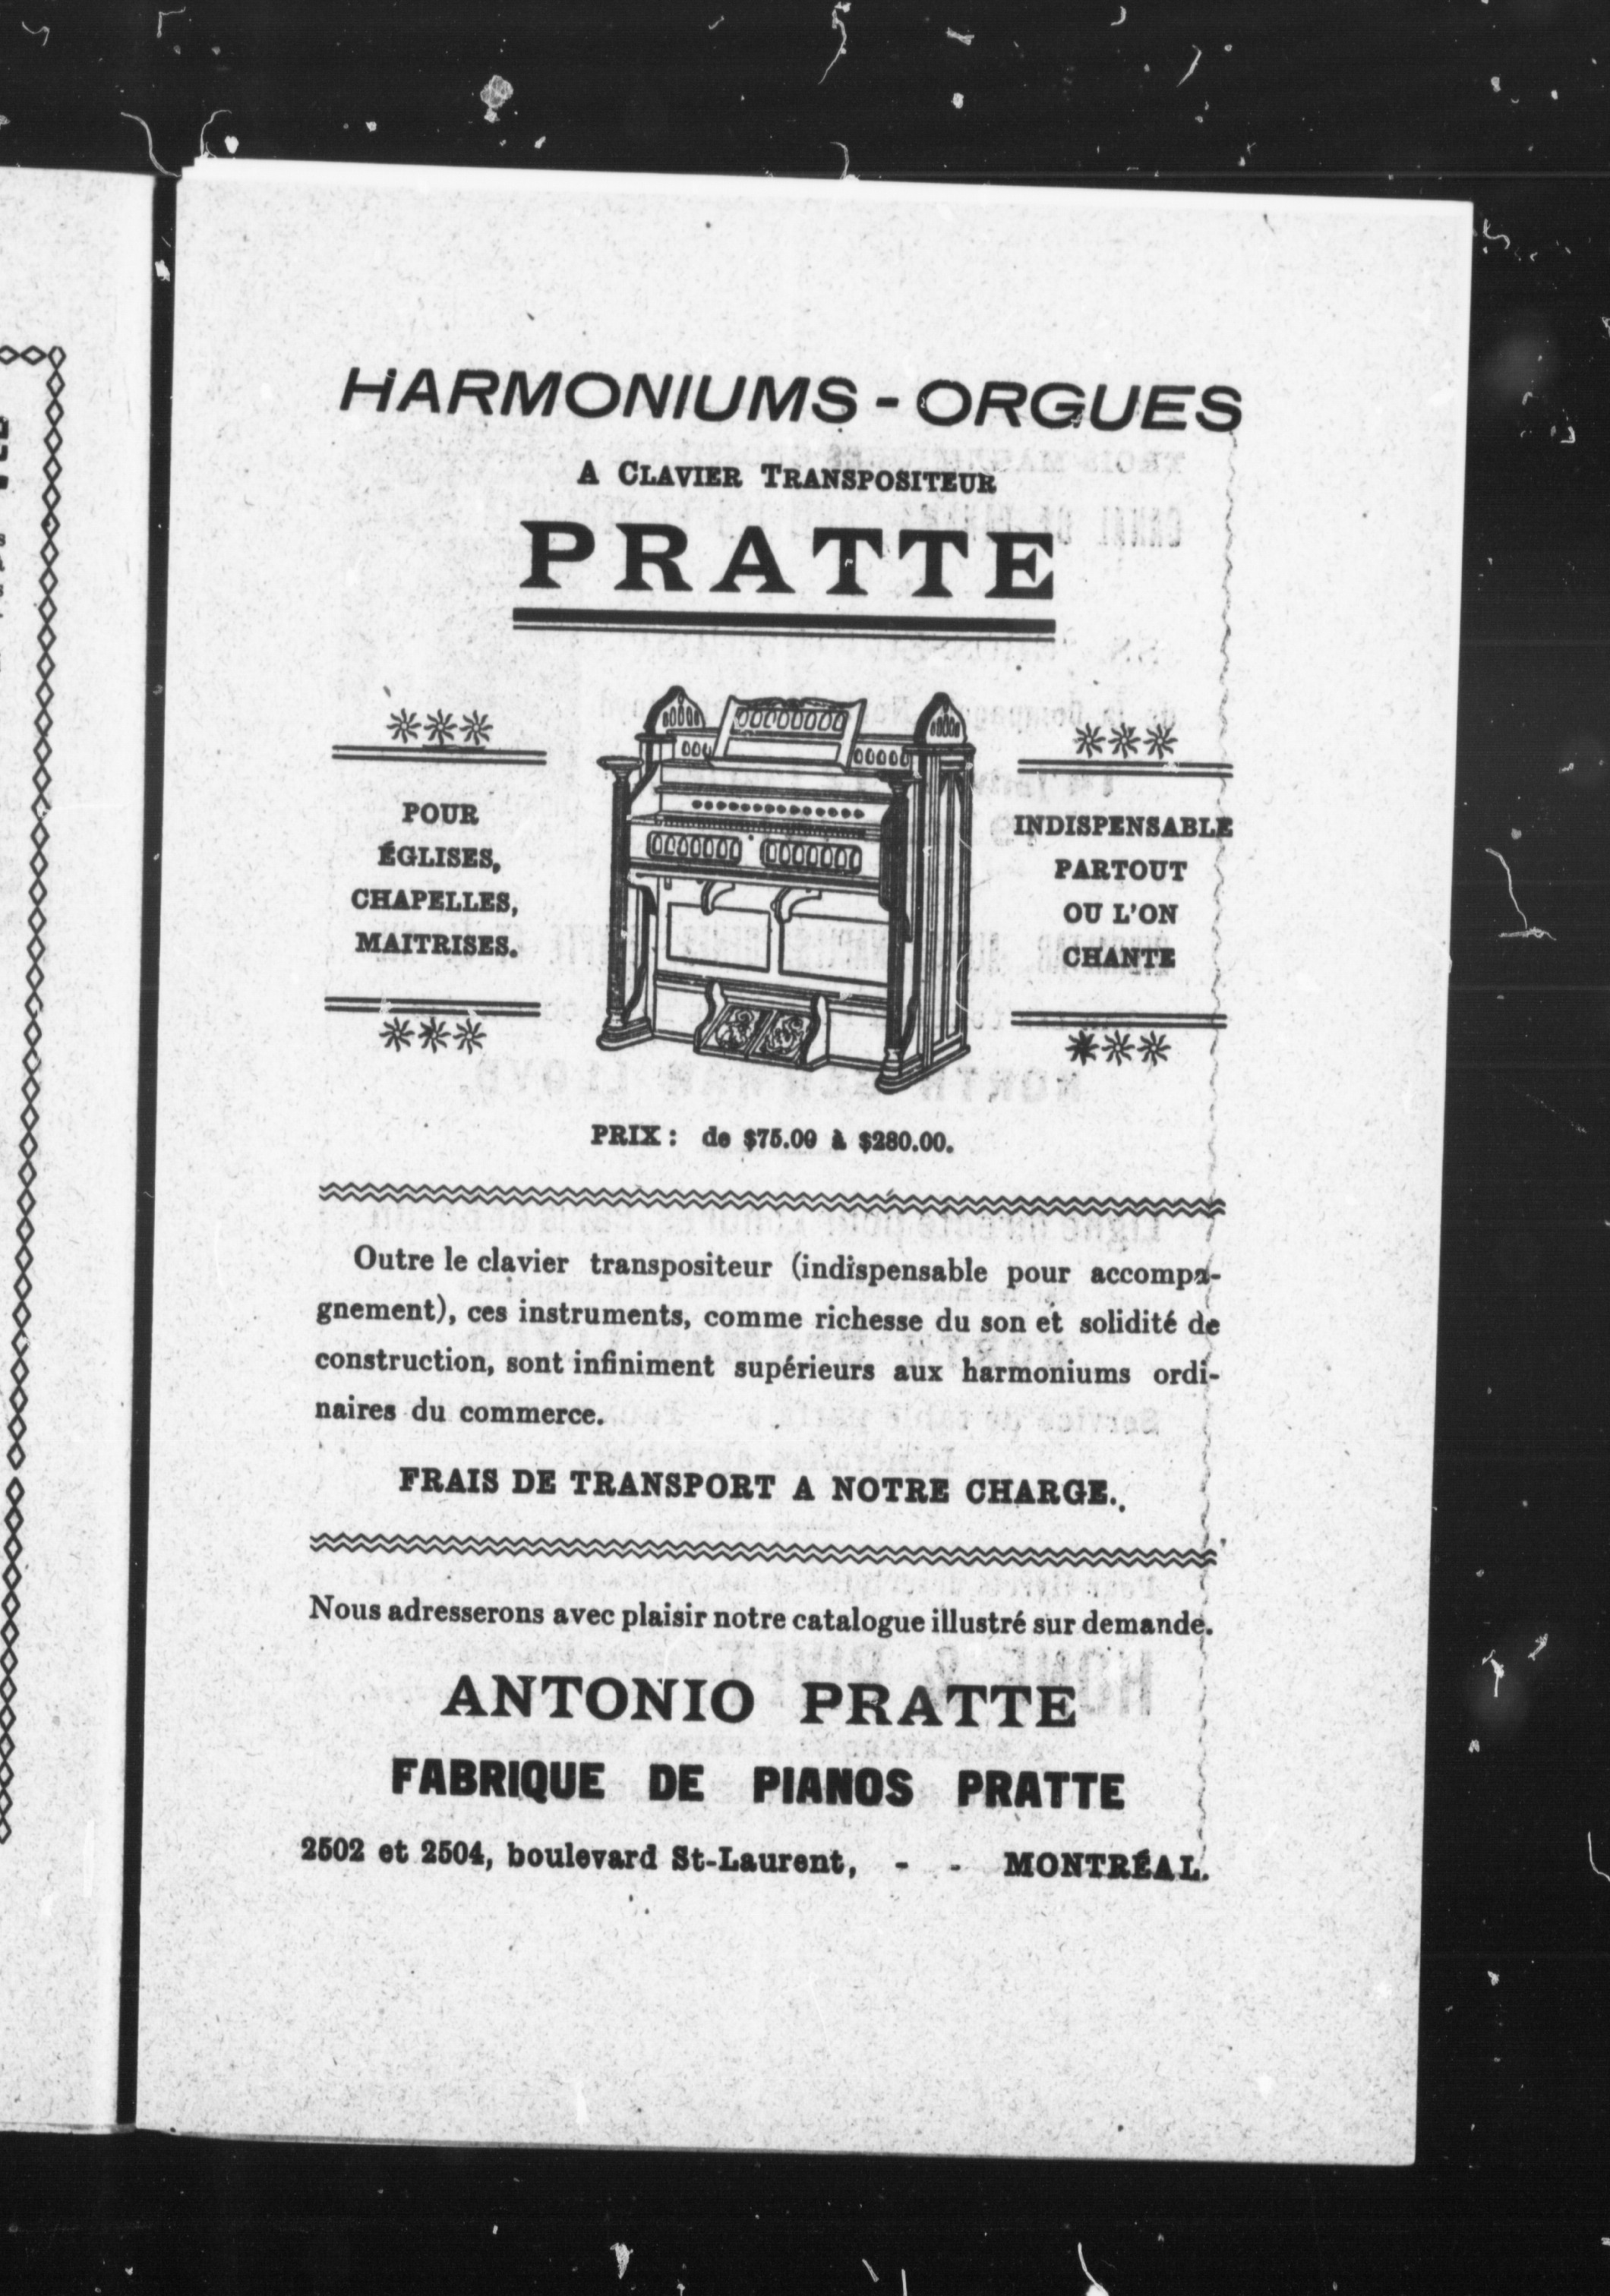 HARMONIUMS - ORGUES
A CLAVIER TRANSPOSITEUR
PRATTE
POUR
ÉGLISES,
CHAPELLES,
MAITRISES.
INDISPENSABLE
PARTOUT
OU L'ON
CHANTE
PRIX : de $75.00 à $280.00.
Outre le clavier transpositeur (indispensable pour accompa-
gnement), ces instruments, comme richesse du son et solidité de
construction, sont infiniment supérieurs aux harmoniums ordi-
naires du commerce.
FRAIS DE TRANSPORT A NOTRE CHARGE.
Nous adresserons avec plaisir notre catalogue illustré sur demande.
ANTONIO PRATTE
FABRIQUE DE PIANOS PRATTE
2502 et 2504, boulevard St-Laurent, - - MONTRÉAL.